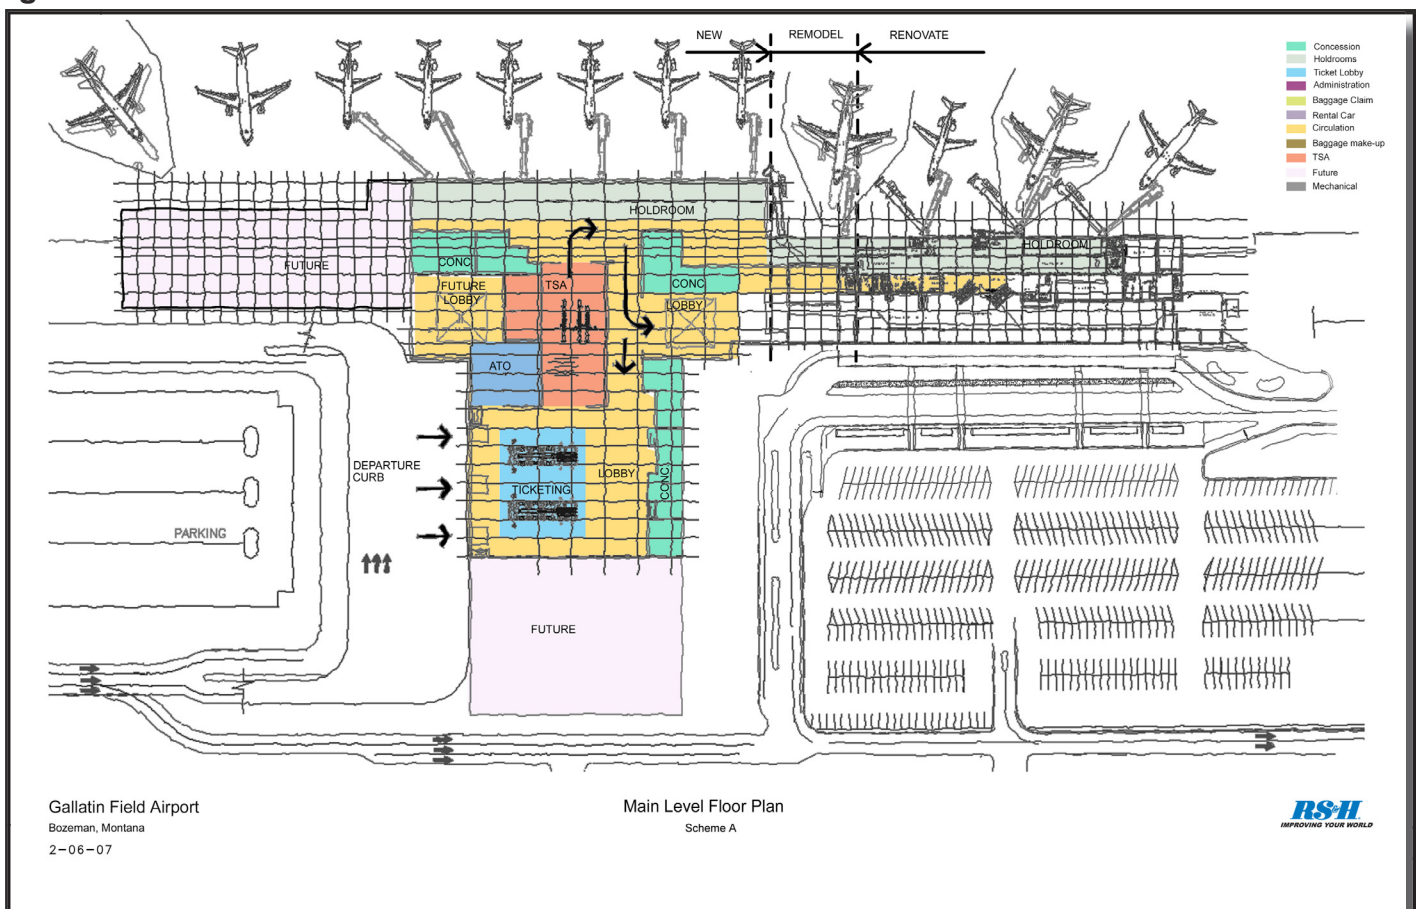 NEW
REMODEL
RENOVATE
Concession
Holdrooms
Ticket Lobby
Administration
Baggage Claim
Rental Car
Circulation
Baggage make-up
TSA
Future
Mechanical
HOLDROOM
HOLDROOM
FUTURE
CONC
FUTURE
LOBBY
TSA
CONC
LOBBY
ATO
DEPARTURE
CURB
LOBBY
CONC
TICKETING
PARKING
FUTURE
Gallatin Field Airport
Bozeman, Montana
2-06-07
Main Level Floor Plan
Scheme A
RS&H
IMPROVING YOUR WORLD